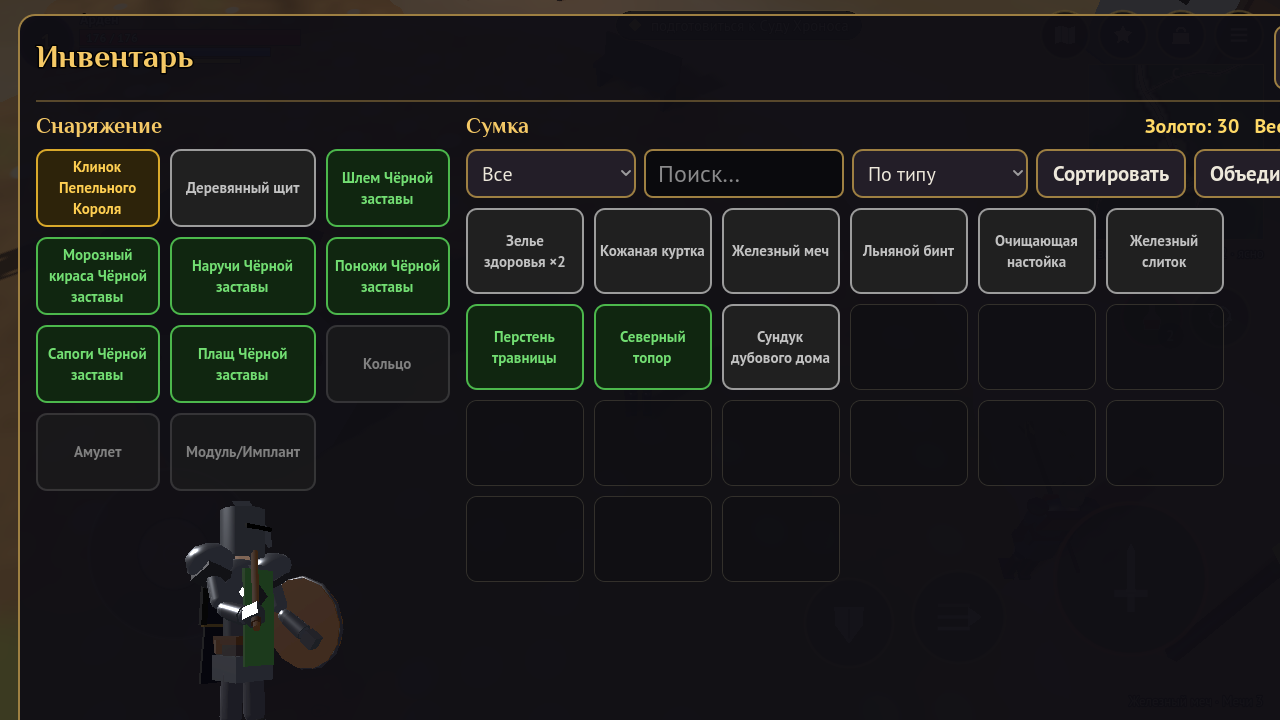 Инвентарь
Снаряжение
Клинок
Пепельного
Короля
Деревянный щит
Шлем Чёрной
заставы
Морозный
кираса Чёрной
заставы
Наручи Чёрной
заставы
Поножи Чёрной
заставы
Сапоги Чёрной
заставы
Плащ Чёрной
заставы
Кольцо
Амулет
Модуль/Имплант
Сумка
Золото: 30
Вес
Все
Поиск...
По типу
Сортировать
Объеди
Зелье
здоровья ×2
Кожаная куртка
Железный меч
Льняной бинт
Очищающая
настойка
Железный
слиток
Перстень
травницы
Северный
топор
Сундук
дубового дома